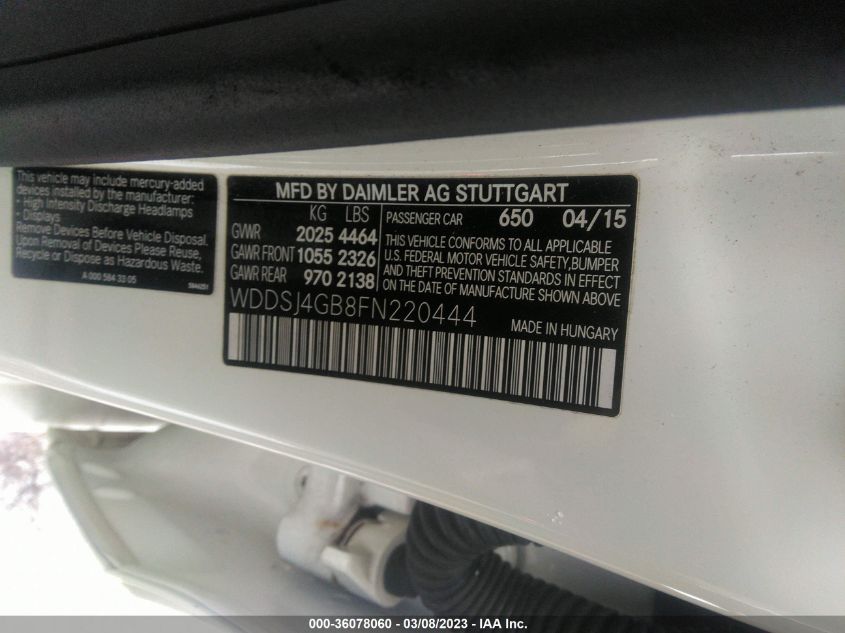 This vehicle may include mercury-added
devices installed by the manufacturer:
- High Intensity Discharge Headlamps
- Displays
Remove Devices Before Vehicle Disposal.
Upon Removal of Devices Please Reuse,
Recycle or Dispose as Hazardous Waste.
A 000 584 33 05
MFD BY DAIMLER AG STUTTGART
KG LBS
GVWR 2025 4464
GAWR FRONT 1055 2326
GAWR REAR 970 2138
PASSENGER CAR 650 04/15
THIS VEHICLE CONFORMS TO ALL APPLICABLE
U.S. FEDERAL MOTOR VEHICLE SAFETY,BUMPER
AND THEFT PREVENTION STANDARDS IN EFFECT
ON THE DATE OF MANUFACTURE SHOWN ABOVE
WDDSJ4GB8FN220444
MADE IN HUNGARY
000-36078060 - 03/08/2023 - IAA Inc.